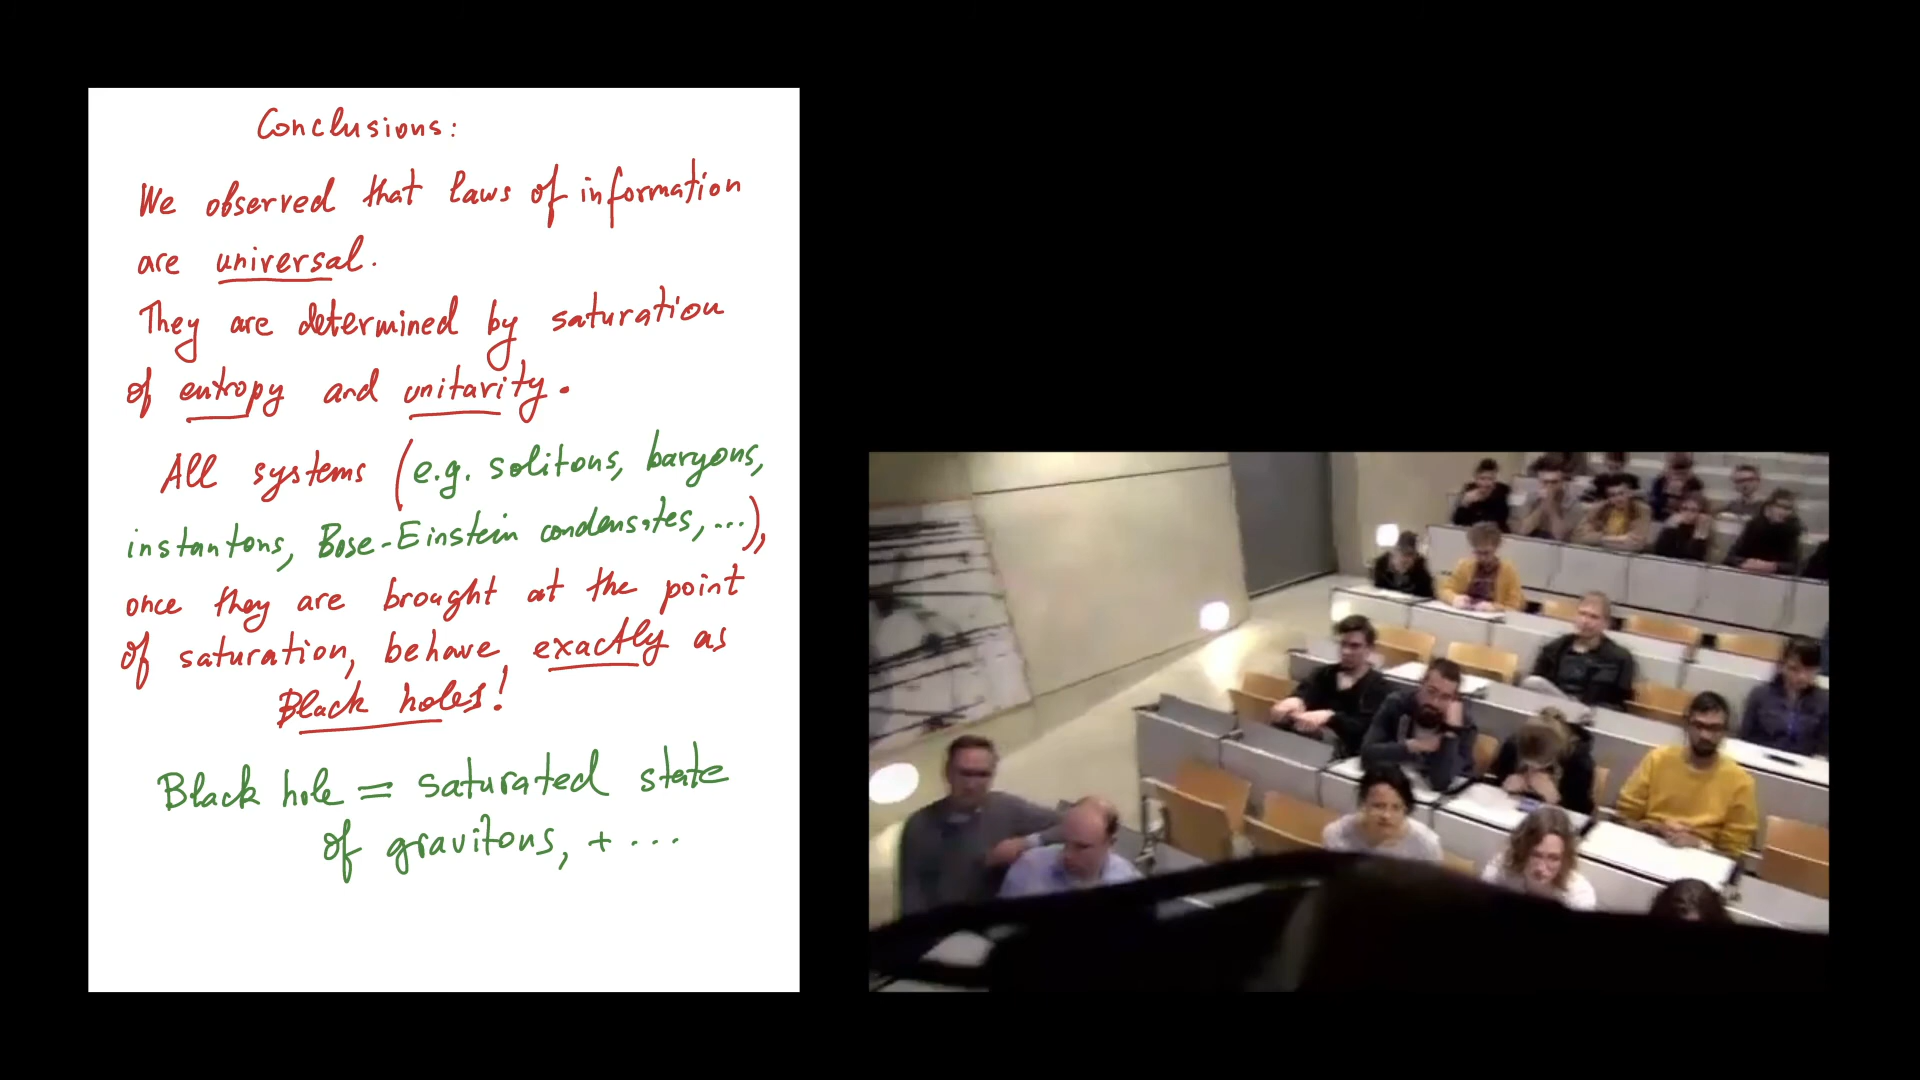 Conclusions:
We observed that laws of information
are universal.
They are determined by saturation
of entropy and unitarity.
All systems (e.g. solitons, baryons,
instantons, Bose-Einstein condensates, ...),
once they are brought at the point
of saturation, behave exactly as
Black holes!
Black hole = saturated state
of gravitons, + ...